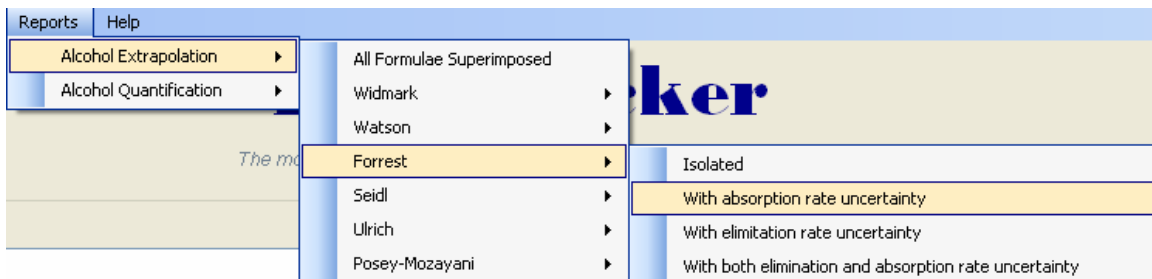 Reports Help
Alcohol Extrapolation
Alcohol Quantification
All Formulae Superimposed
Widmark
Watson
Forrest
Seidl
Ulrich
Posey-Mozayani
Isolated
With absorption rate uncertainty
With elimitation rate uncertainty
With both elimination and absorption rate uncertainty
ker
The mo